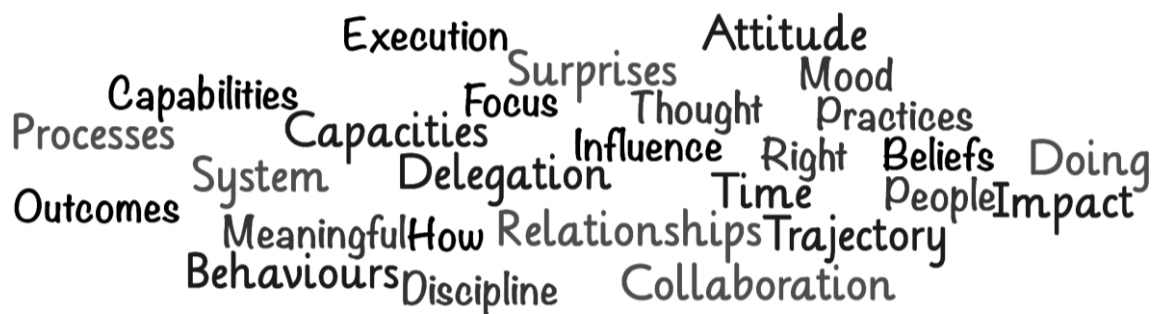 Execution
Attitude
Surprises
Mood
Capabilities
Focus
Thought
Practices
Processes
Capacities
Influence
Right
Beliefs
Doing
System
Delegation
Time
People
Impact
Outcomes
Meaningful
How
Relationships
Trajectory
Behaviours
Discipline
Collaboration